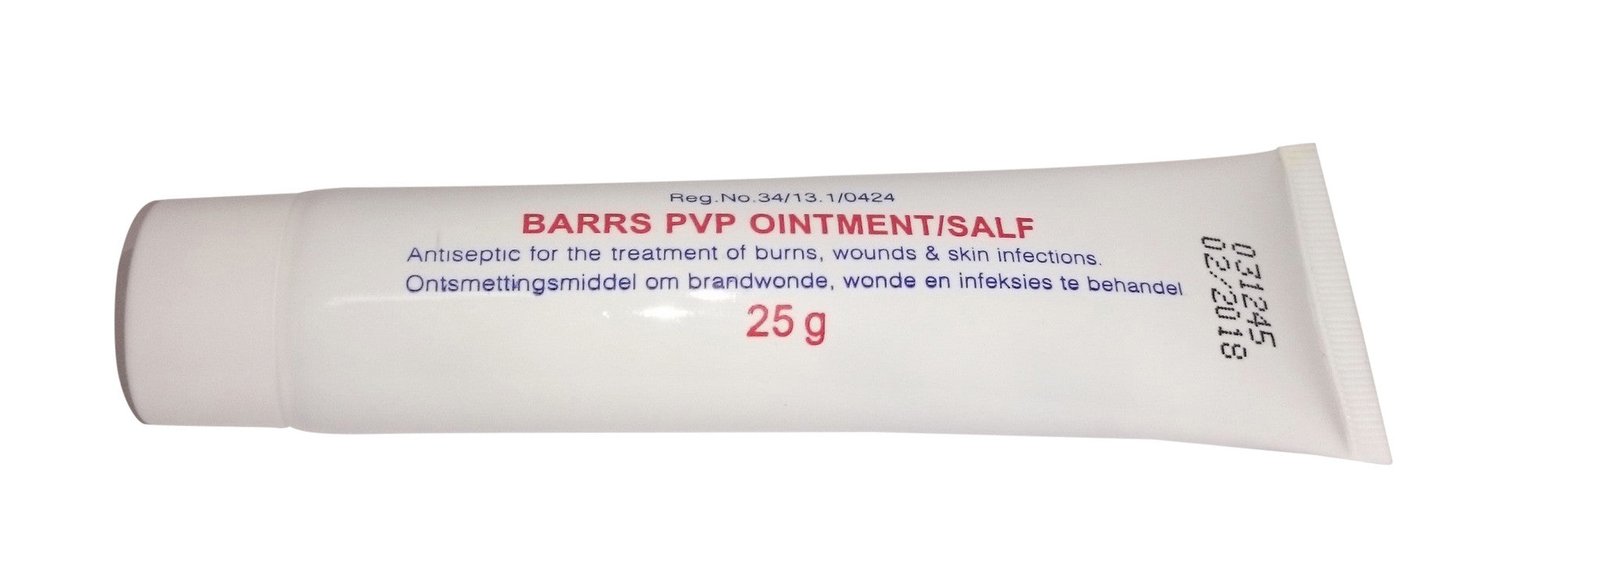 Reg.No.34/13.1/0424
BARRS PVP OINTMENT/SALF
Antiseptic for the treatment of burns, wounds & skin infections.
Ontsmettingsmiddel om brandwonde, wonde en infeksies te behandel
25 g
031245
02/2018